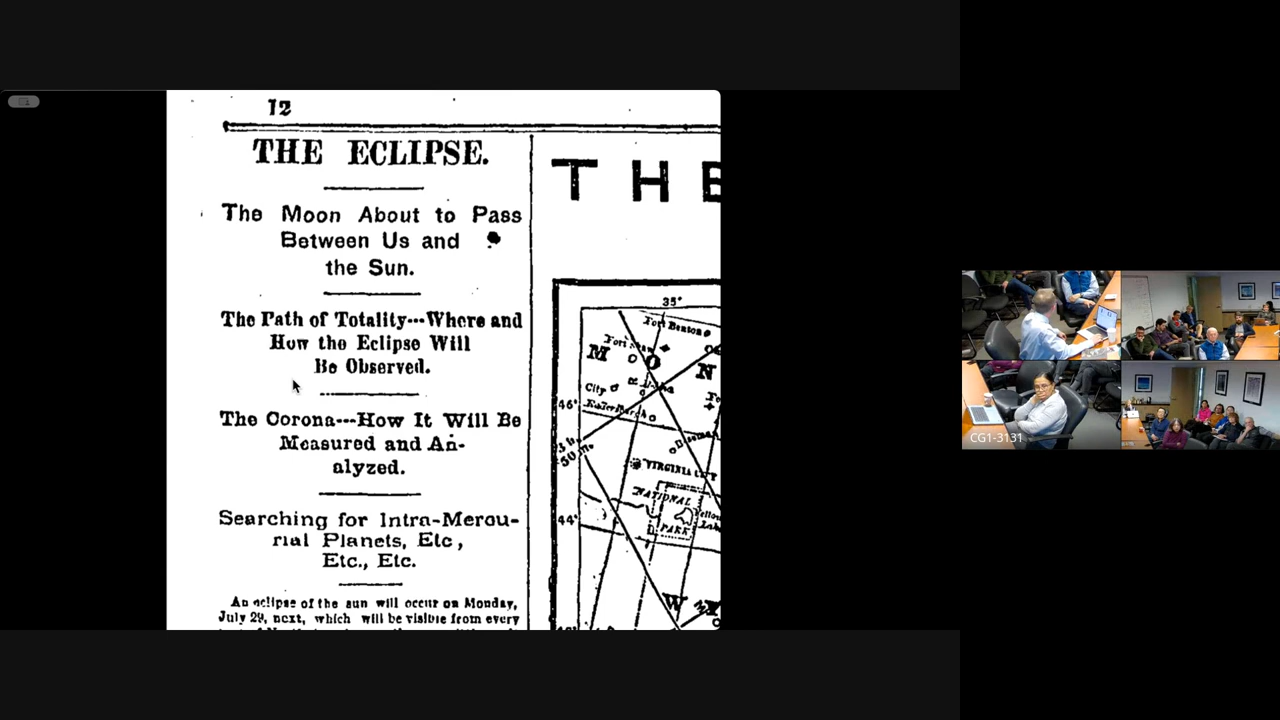 12
THE ECLIPSE.
The Moon About to Pass
Between Us and
the Sun.
The Path of Totality---Where and
How the Eclipse Will
Be Observed.
The Corona---How It Will Be
Measured and An-
alyzed.
Searching for Intra-Mercu-
rial Planets, Etc,
Etc., Etc.
An eclipse of the sun will occur on Monday,
July 29, next, which will be visible from every
THE
35°
Fort Benton
M O N
City
46°
3 h.
50 m.
VIRGINIA CITY
NATIONAL
PARK
44°
W Y
CG1-3131